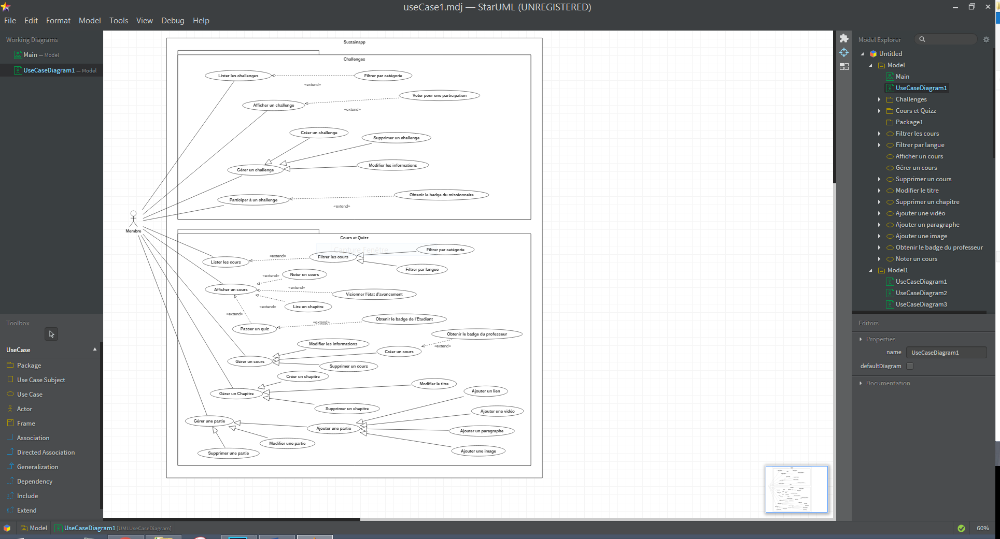 useCase1.mdj — StarUML (UNREGISTERED)
File Edit Format Model Tools View Debug Help
Working Diagrams
Main — Model
UseCaseDiagram1 — Model
Toolbox
UseCase
Package
Use Case Subject
Use Case
Actor
Frame
Association
Directed Association
Generalization
Dependency
Include
Extend
Sustainapp
Challenges
Lister les challenges
«extend»
Filtrer par catégorie
Voter pour une participation
Afficher un challenge
«extend»
Créer un challenge
Supprimer un challenge
Gérer un challenge
Modifier les informations
Participer à un challenge
Obtenir le badge du missionnaire
«extend»
Membre
Cours et Quizz
Capture Fenêtre
Filtrer par catégorie
«extend»
Filtrer les cours
Lister les cours
Filtrer par langue
«extend»
Noter un cours
Afficher un cours
«extend»
Visionner l'état d'avancement
«extend»
Lire un chapitre
«extend»
Obtenir le badge de l'Etudiant
«extend»
Passer un quiz
Obtenir le badge du professeur
Modifier les informations
«extend»
Créer un cours
Gérer un cours
Supprimer un cours
Créer un chapitre
Modifier le titre
Gérer un Chapitre
Ajouter un lien
Supprimer un chapitre
Ajouter une vidéo
Gérer une partie
Ajouter une partie
Ajouter un paragraphe
Modifier une partie
Ajouter une image
Supprimer une partie
Model Explorer
Untitled
Model
Main
UseCaseDiagram1
Challenges
Cours et Quizz
Package1
Filtrer les cours
Filtrer par langue
Afficher un cours
Gérer un cours
Supprimer un cours
Modifier le titre
Supprimer un chapitre
Ajouter une vidéo
Ajouter un paragraphe
Ajouter une image
Obtenir le badge du professeur
Noter un cours
Model1
UseCaseDiagram1
UseCaseDiagram2
UseCaseDiagram3
Editors
Properties
name UseCaseDiagram1
defaultDiagram
Documentation
Model UseCaseDiagram1 [UMLUseCaseDiagram]
60%